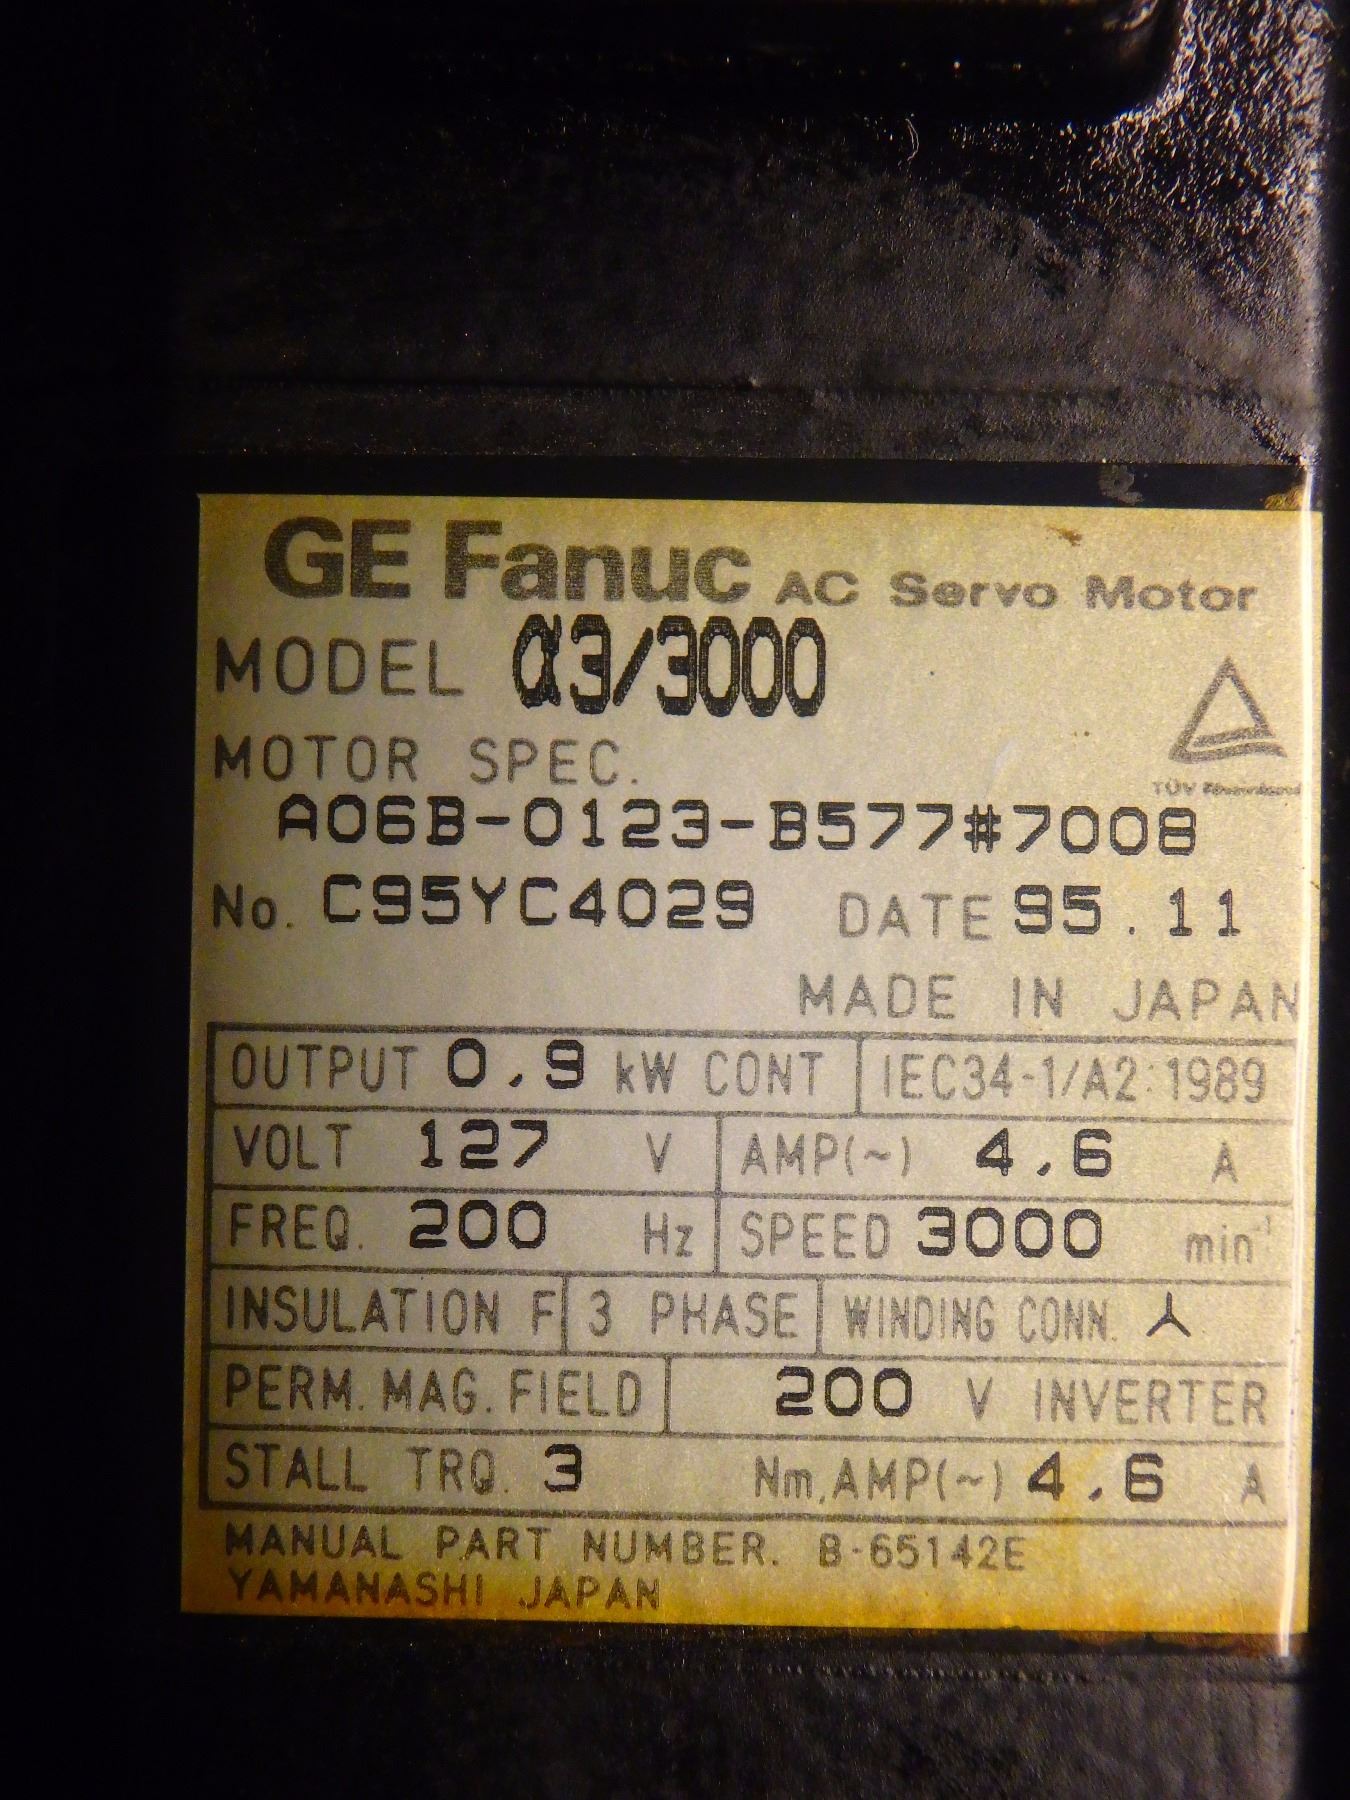 GE Fanuc AC Servo Motor
MODEL α3/3000
MOTOR SPEC.
TÜV Rheinland
A06B-0123-B577#7008
No. C95YC4029 DATE 95.11
MADE IN JAPAN
OUTPUT 0.9 kW CONT IEC34-1/A2:1989
VOLT 127 V AMP(~) 4.6 A
FREQ. 200 Hz SPEED 3000 min⁻¹
INSULATION F 3 PHASE WINDING CONN.
PERM. MAG. FIELD 200 V INVERTER
STALL TRQ. 3 Nm, AMP(~) 4.6 A
MANUAL PART NUMBER. B-65142E
YAMANASHI JAPAN